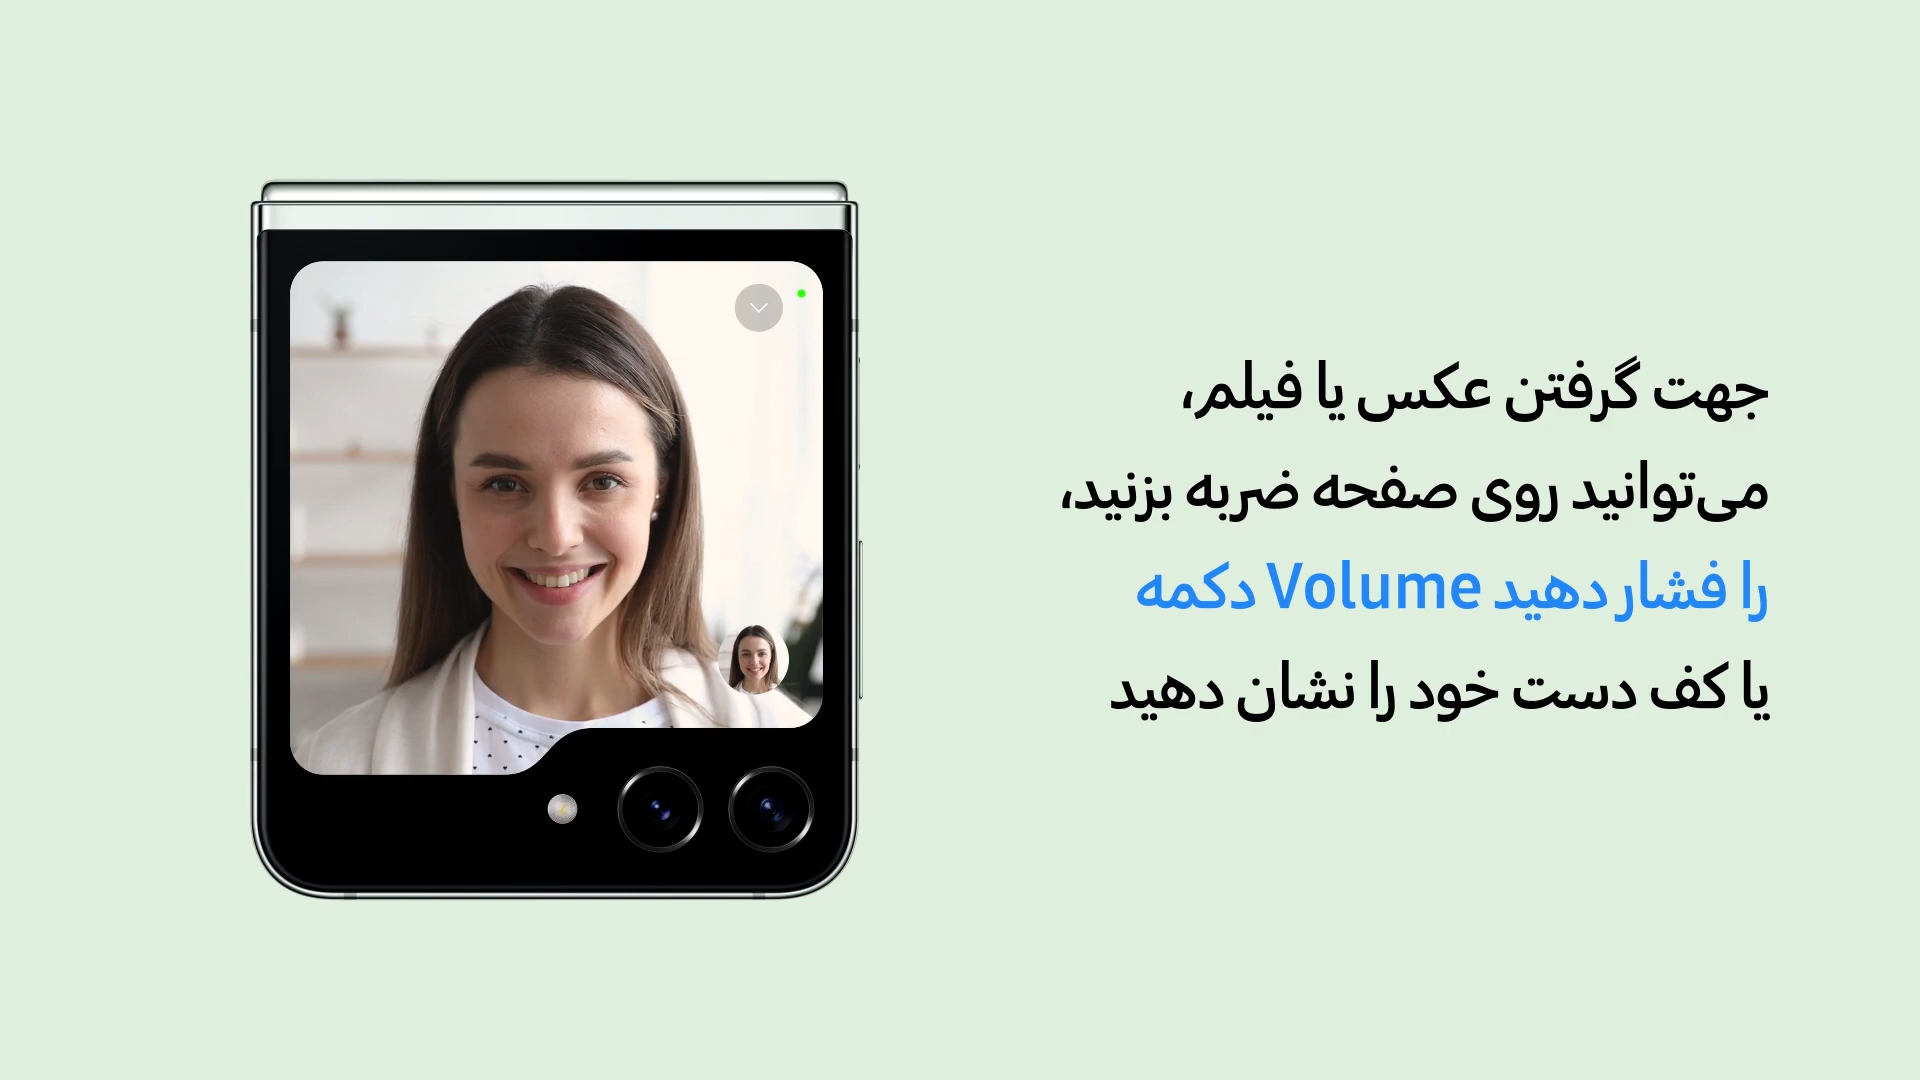 جهت گرفتن عکس یا فیلم،
می‌توانید روی صفحه ضربه بزنید،
را فشار دهید Volume دکمه
یا کف دست خود را نشان دهید